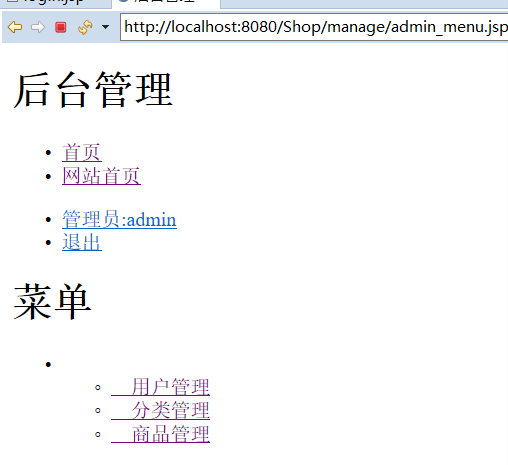 http://localhost:8080/Shop/manage/admin_menu.jsp
后台管理
首页
网站首页
管理员:admin
退出
菜单
用户管理
分类管理
商品管理